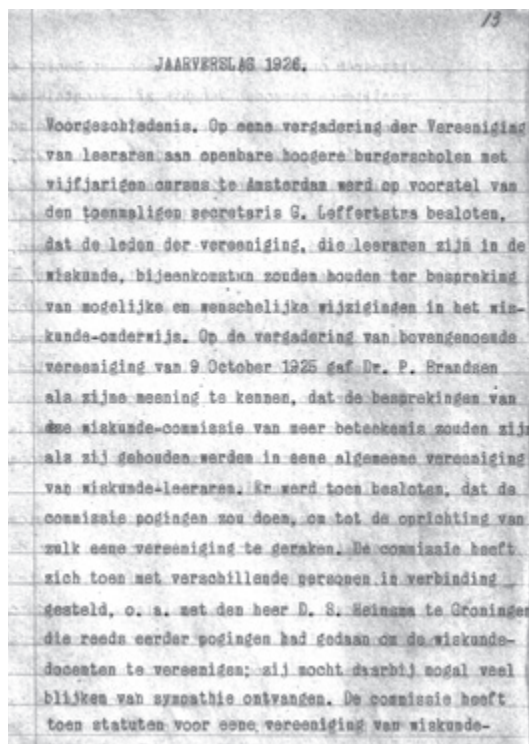 13
JAARVERSLAG 1926.
Voorgeschiedenis. Op eene vergadering der Vereeniging
van leeraren aan openbare hoogere burgerscholen met
vijfjarigen cursus te Amsterdam werd op voorstel van
den toenmaligen secretaris G. Leffertstra besloten,
dat de leden der vereeniging, die leeraren zijn in de
wiskunde, bijeenkomsten zouden houden ter bespreking
van mogelijke en wenschelijke wijzigingen in het wis-
kunde-onderwijs. Op de vergadering van bovengenoemde
vereeniging van 9 October 1925 gaf Dr. P. Brandsen
als zijne meening te kennen, dat de besprekingen van
wiskunde-commissie van meer beteekenis zouden zijn
als zij gehouden werden in eene algemeene vereeniging
van wiskunde-leeraren. Er werd toen besloten, dat de
commissie pogingen zou doen, om tot de oprichting van
zulk eene vereeniging te geraken. De commissie heeft
zich toen met verschillende personen in verbinding
gesteld, o. a. met den heer D. S. Heinsma te Groningen
die reeds eerder pogingen had gedaan om de wiskunde-
docenten te vereenigen; zij mocht daarbij nogal veel
blijken van sympathie ontvangen. De commissie heeft
toen statuten voor eene vereeniging van wiskunde-